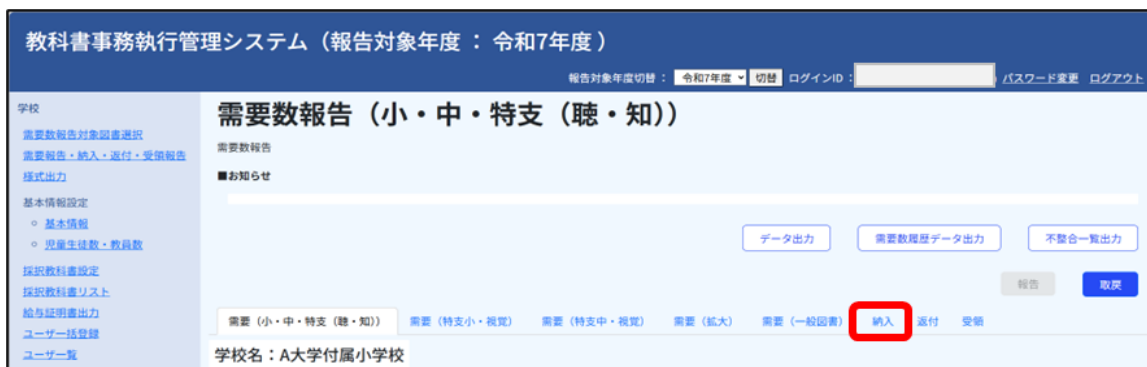 教科書事務執行管理システム（報告対象年度 ： 令和7年度 ）
報告対象年度切替： 令和7年度 切替 ログインID： パスワード変更 ログアウト
学校
需要数報告対象図書選択
需要報告・納入・返付・受領報告
様式出力
基本情報設定
基本情報
児童生徒数・教員数
採択教科書設定
採択教科書リスト
給与証明書出力
ユーザ一括登録
ユーザ一覧
需要数報告（小・中・特支（聴・知））
需要数報告
■お知らせ
データ出力 需要数履歴データ出力 不整合一覧出力
報告 取戻
需要（小・中・特支（聴・知）） 需要（特支小・視覚） 需要（特支中・視覚） 需要（拡大） 需要（一般図書） 納入 返付 受領
学校名：A大学付属小学校